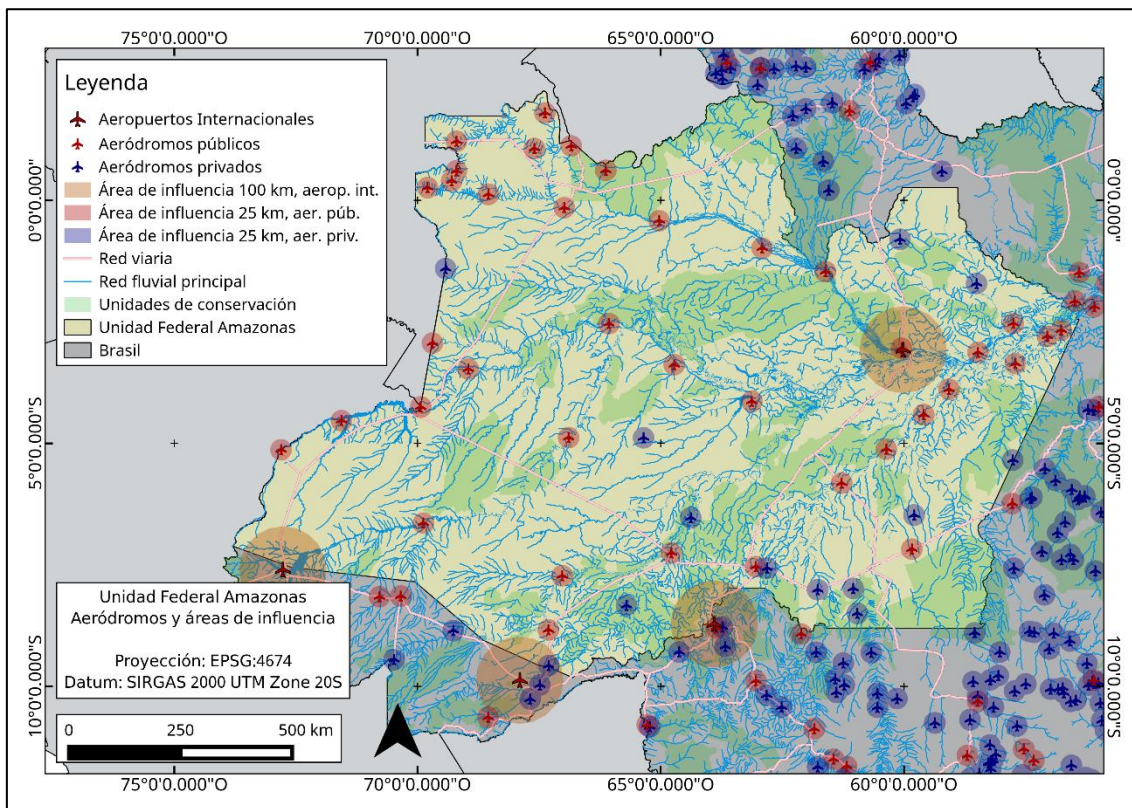 75°0'0.000"O 70°0'0.000"O 65°0'0.000"O 60°0'0.000"O
Leyenda
Aeropuertos Internacionales
Aeródromos públicos
Aeródromos privados
Área de influencia 100 km, aerop. int.
Área de influencia 25 km, aer. púb.
Área de influencia 25 km, aer. priv.
Red viaria
Red fluvial principal
Unidades de conservación
Unidad Federal Amazonas
Brasil
0°0'0.000"
0°0'0.000"
5°0'0.000"S
5°0'0.000"S
10°0'0.000"S
10°0'0.000"S
Unidad Federal Amazonas
Aeródromos y áreas de influencia
Proyección: EPSG:4674
Datum: SIRGAS 2000 UTM Zone 20S
0 250 500 km
75°0'0.000"O 70°0'0.000"O 65°0'0.000"O 60°0'0.000"O